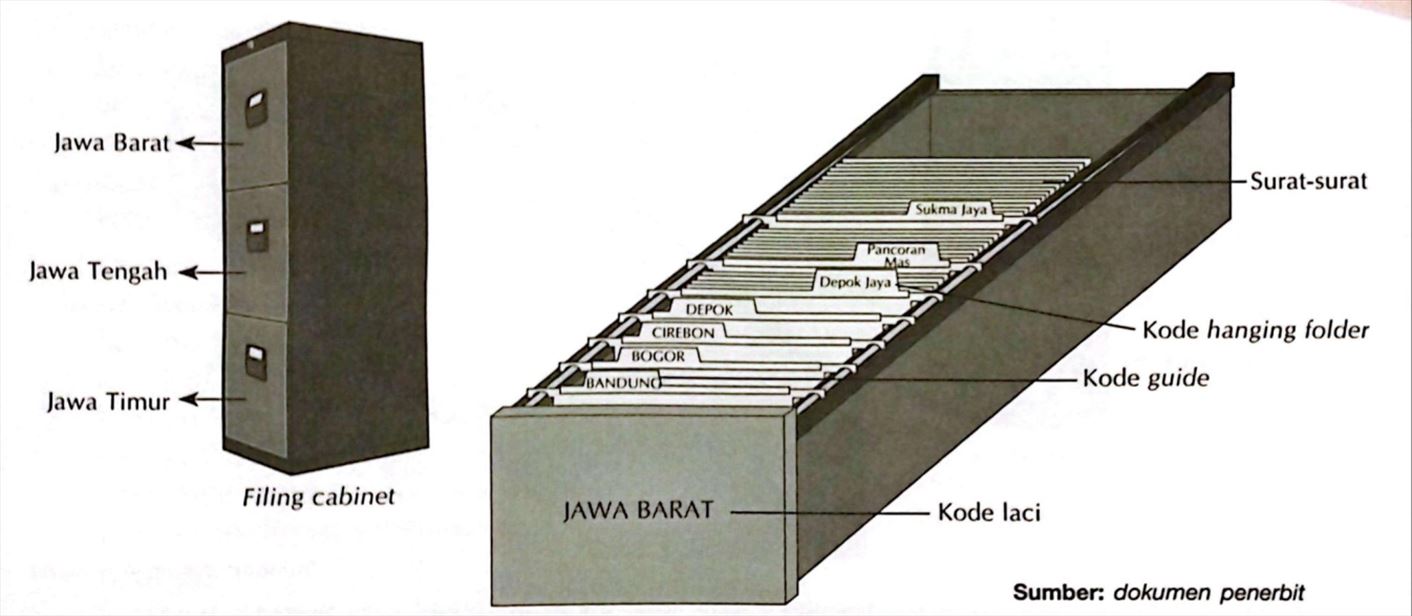 Jawa Barat
Jawa Tengah
Jawa Timur
Filing cabinet
Surat-surat
Sukma Jaya
Pancoran
Mas
Depok Jaya
DEPOK
CIREBON
BOGOR
BANDUNG
Kode hanging folder
Kode guide
JAWA BARAT
Kode laci
Sumber: dokumen penerbit